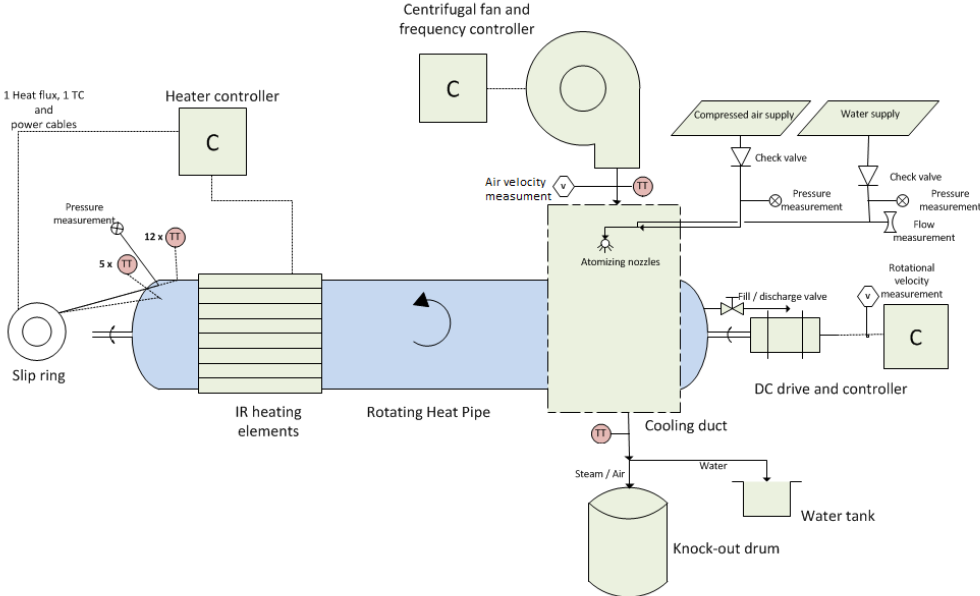 Centrifugal fan and
frequency controller
C
1 Heat flux, 1 TC
and
power cables
Heater controller
C
Compressed air supply
Water supply
Check valve
Check valve
Air velocity
mesasument
V
TT
Pressure
measurement
Pressure
measurement
Flow
measurement
Pressure
measurement
12 x TT
5 x TT
Atomizing nozzles
Rotational
velocity
measurement
V
Fill / discharge valve
C
Slip ring
DC drive and controller
IR heating
elements
Rotating Heat Pipe
Cooling duct
TT
Steam / Air
Water
Water tank
Knock-out drum